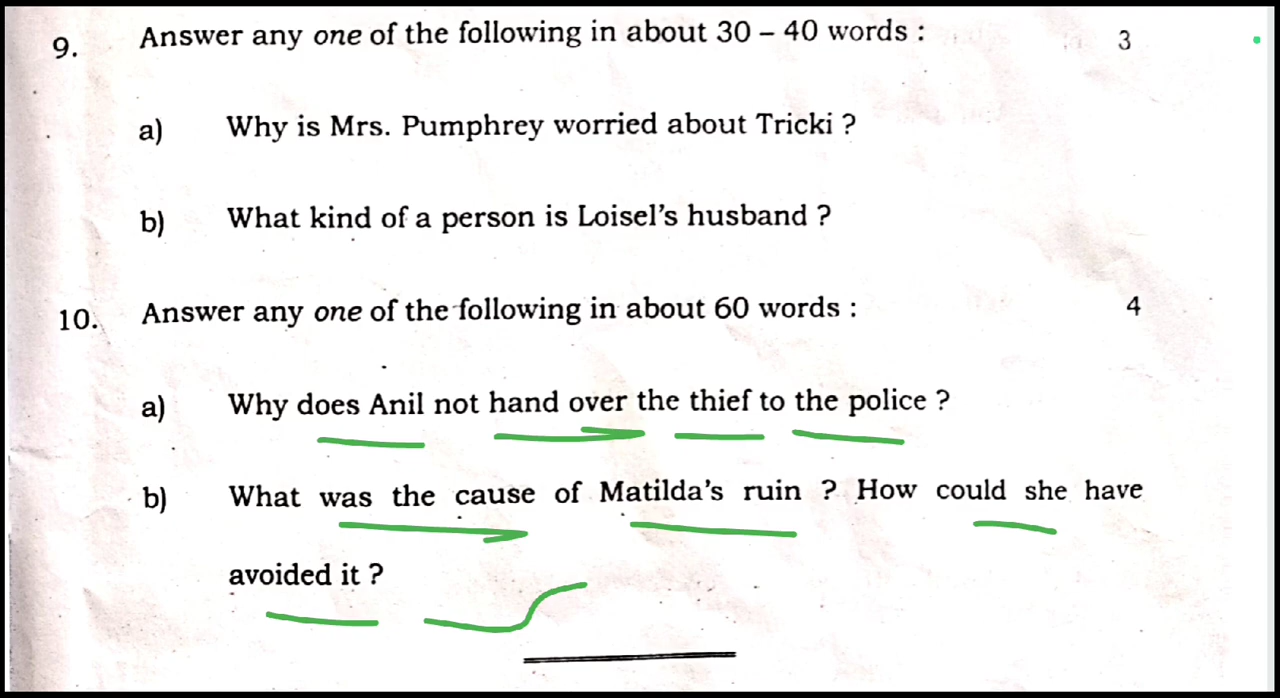 9. Answer any one of the following in about 30 – 40 words : 3
a) Why is Mrs. Pumphrey worried about Tricki ?
b) What kind of a person is Loisel's husband ?
10. Answer any one of the following in about 60 words : 4
a) Why does Anil not hand over the thief to the police ?
b) What was the cause of Matilda's ruin ? How could she have
avoided it ?